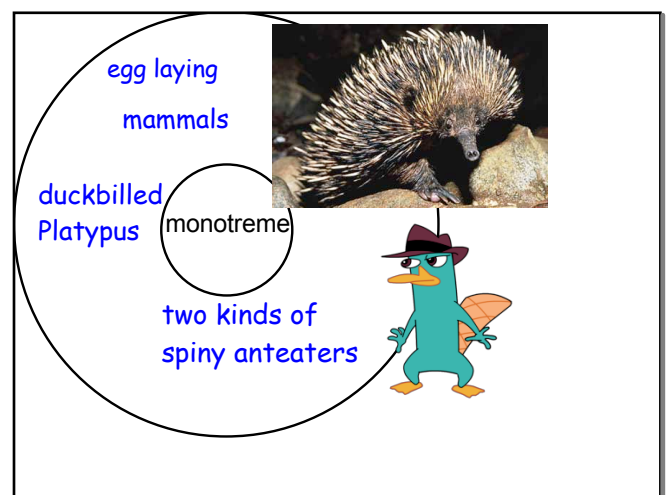 egg laying
mammals
duckbilled
Platypus
monotreme
two kinds of
spiny anteaters